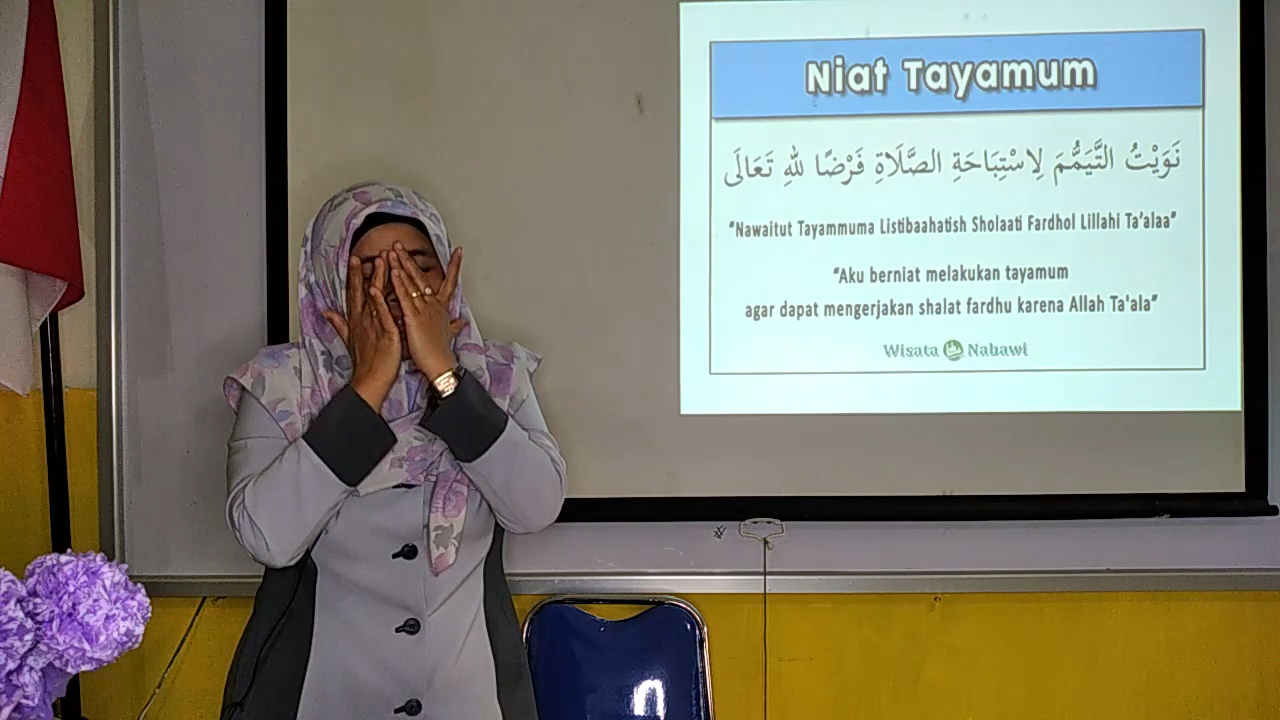 Niat Tayamum
نَوَيْتُ التَّيَمُّمَ لِاسْتِبَاحَةِ الصَّلَاةِ فَرْضًا لِلّٰهِ تَعَالَى
“Nawaitut Tayammuma Listibaahatish Sholaati Fardhol Lillahi Ta’alaa”
“Aku berniat melakukan tayamum
agar dapat mengerjakan shalat fardhu karena Allah Ta'ala”
Wisata Nabawi